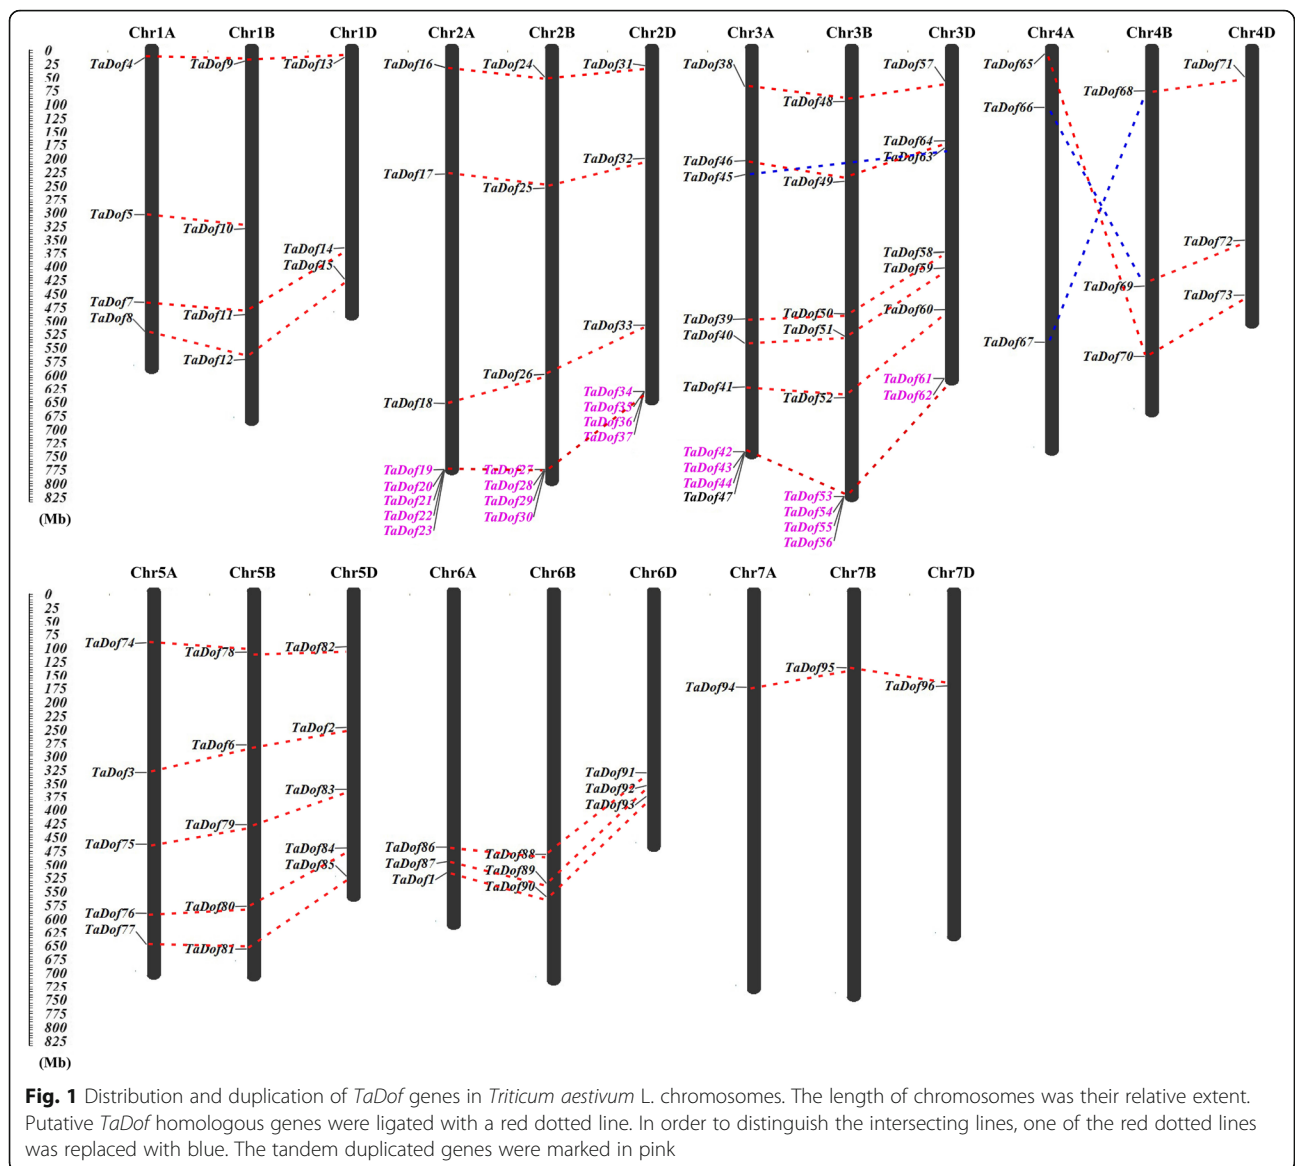 Chr1A Chr1B Chr1D Chr2A Chr2B Chr2D Chr3A Chr3B Chr3D Chr4A Chr4B Chr4D
0
25
50
75
100
125
150
175
200
225
250
275
300
325
350
375
400
425
450
475
500
525
550
575
600
625
650
675
700
725
750
775
800
825
(Mb)
TaDof4
TaDof5
TaDof7
TaDof8
TaDof9
TaDof10
TaDof11
TaDof12
TaDof13
TaDof14
TaDof15
TaDof16
TaDof17
TaDof18
TaDof19
TaDof20
TaDof21
TaDof22
TaDof23
TaDof24
TaDof25
TaDof26
TaDof27
TaDof28
TaDof29
TaDof30
TaDof31
TaDof32
TaDof33
TaDof34
TaDof35
TaDof36
TaDof37
TaDof38
TaDof46
TaDof45
TaDof39
TaDof40
TaDof41
TaDof42
TaDof43
TaDof44
TaDof47
TaDof48
TaDof49
TaDof50
TaDof51
TaDof52
TaDof53
TaDof54
TaDof55
TaDof56
TaDof57
TaDof64
TaDof63
TaDof58
TaDof59
TaDof60
TaDof61
TaDof62
TaDof65
TaDof66
TaDof67
TaDof68
TaDof69
TaDof70
TaDof71
TaDof72
TaDof73
Chr5A Chr5B Chr5D Chr6A Chr6B Chr6D Chr7A Chr7B Chr7D
0
25
50
75
100
125
150
175
200
225
250
275
300
325
350
375
400
425
450
475
500
525
550
575
600
625
650
675
700
725
750
775
800
825
(Mb)
TaDof74
TaDof3
TaDof75
TaDof76
TaDof77
TaDof78
TaDof6
TaDof79
TaDof80
TaDof81
TaDof82
TaDof2
TaDof83
TaDof84
TaDof85
TaDof86
TaDof87
TaDof1
TaDof88
TaDof89
TaDof90
TaDof91
TaDof92
TaDof93
TaDof94
TaDof95
TaDof96
Fig. 1 Distribution and duplication of TaDof genes in Triticum aestivum L. chromosomes. The length of chromosomes was their relative extent.
Putative TaDof homologous genes were ligated with a red dotted line. In order to distinguish the intersecting lines, one of the red dotted lines
was replaced with blue. The tandem duplicated genes were marked in pink